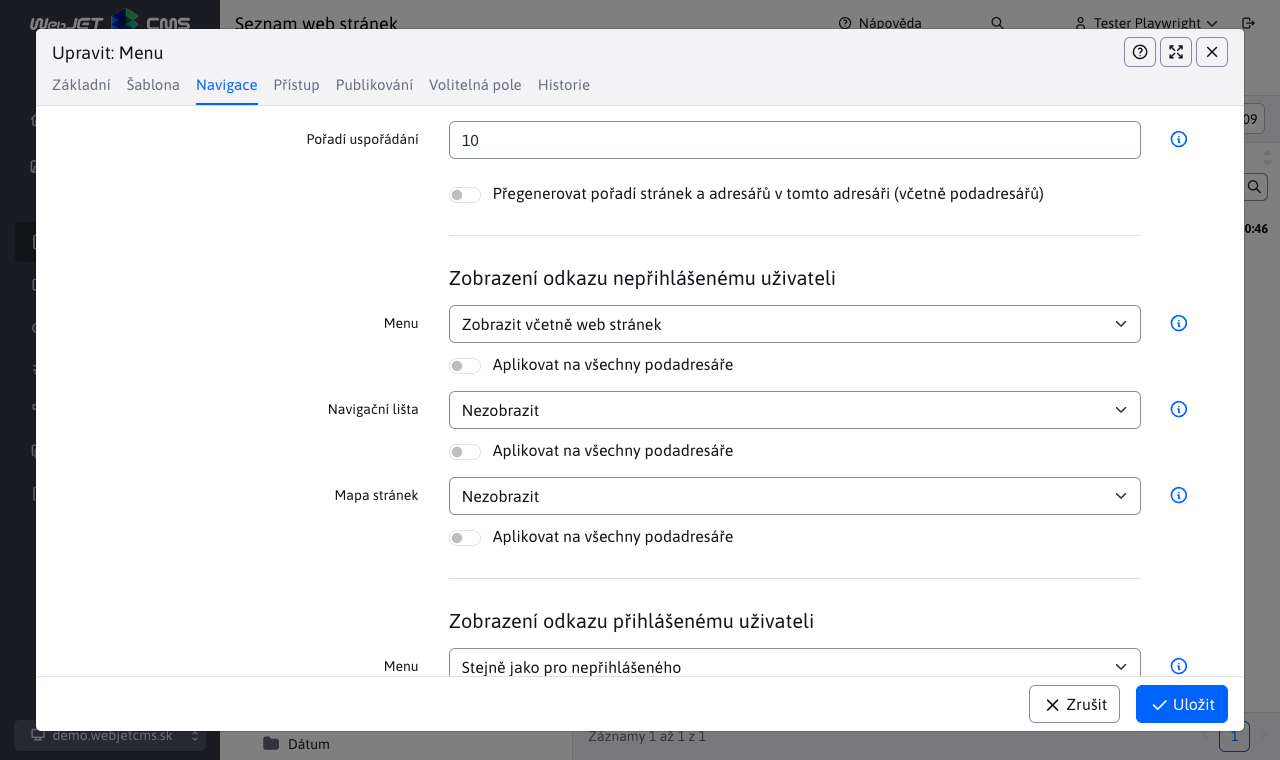 WebJET CMS
Seznam web stránek
Nápověda
Tester Playwright
Upravit: Menu
Základní
Šablona
Navigace
Přístup
Publikování
Volitelná pole
Historie
Pořadí uspořádání
10
09
Přegenerovat pořadí stránek a adresářů v tomto adresáři (včetně podadresářů)
0:46
Zobrazení odkazu nepřihlášenému uživateli
Menu
Zobrazit včetně web stránek
Aplikovat na všechny podadresáře
Navigační lišta
Nezobrazit
Aplikovat na všechny podadresáře
Mapa stránek
Nezobrazit
Aplikovat na všechny podadresáře
Zobrazení odkazu přihlášenému uživateli
Menu
Stejně jako pro nepřihlášeného
Zrušit
Uložit
demo.webjetcms.sk
Dátum
Záznamy 1 až 1 z 1
1